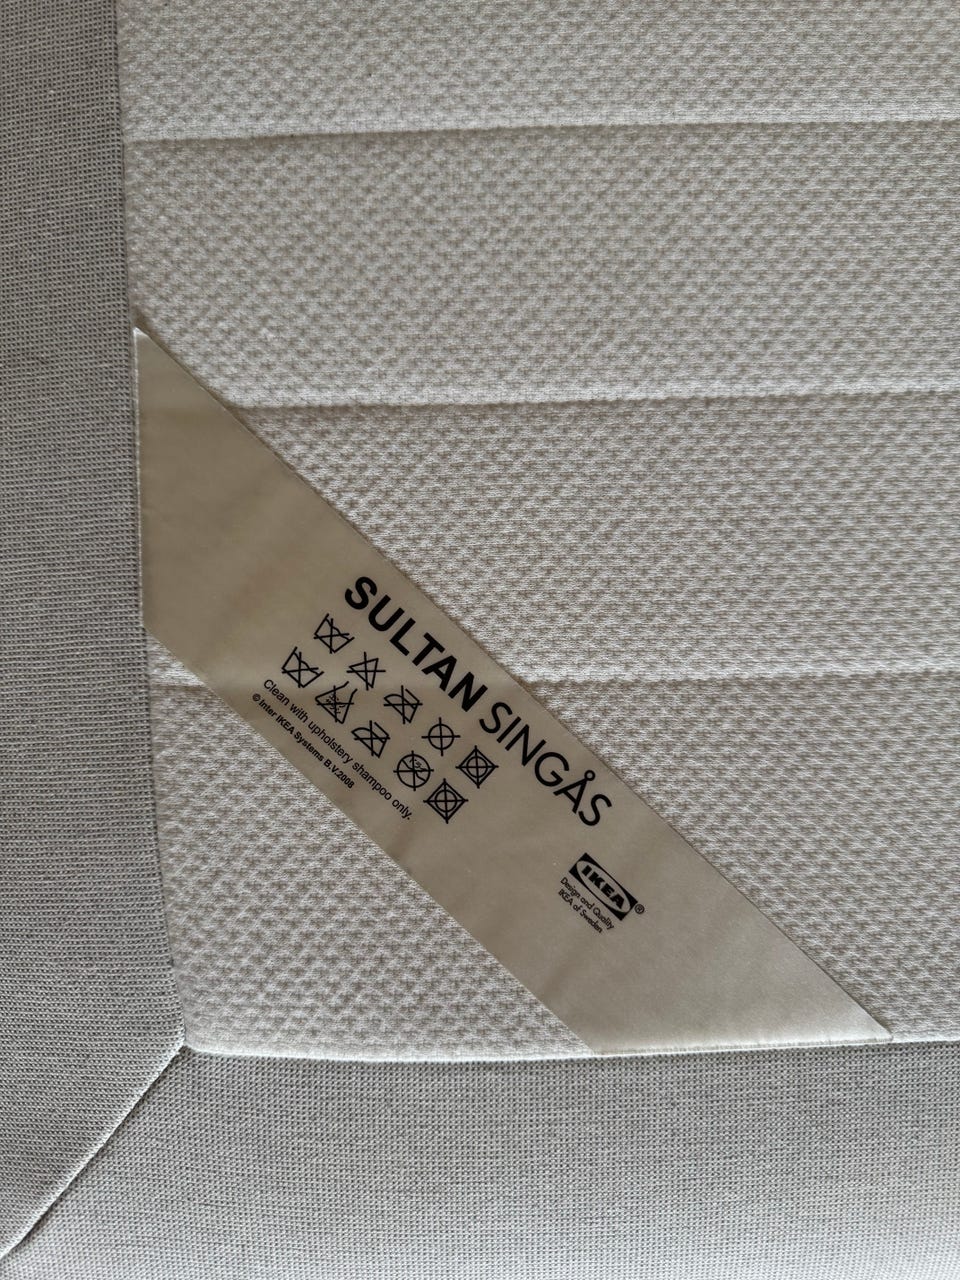 SULTAN SINGÅS
Clean with upholstery shampoo only.
© Inter IKEA Systems B.V.2008
IKEA®
Design and Quality
IKEA of Sweden